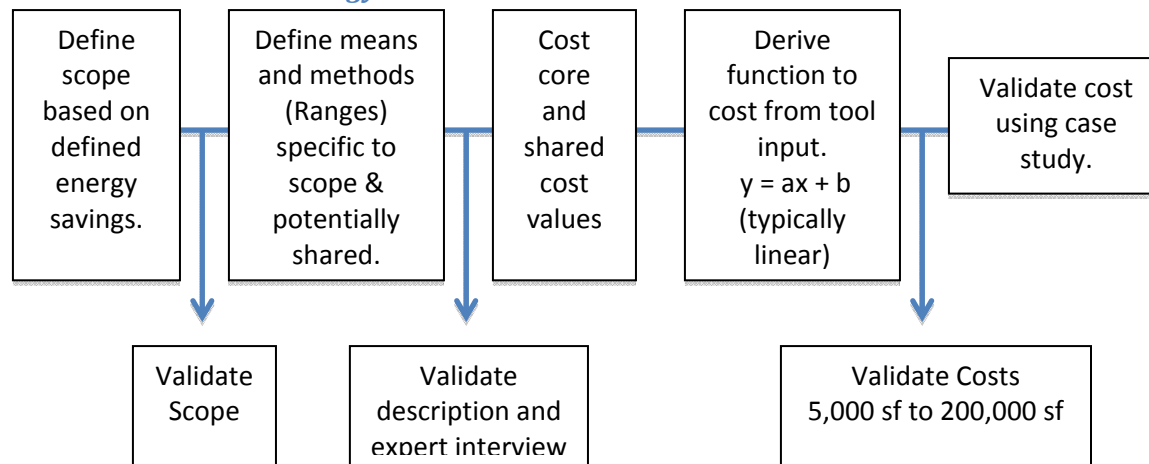 Define
scope
based on
defined
energy
savings.
Define means
and methods
(Ranges)
specific to
scope &
potentially
shared.
Cost
core
and
shared
cost
values
Derive
function to
cost from tool
input.
y = ax + b
(typically
linear)
Validate cost
using case
study.
Validate
Scope
Validate
description and
expert interview
Validate Costs
5,000 sf to 200,000 sf